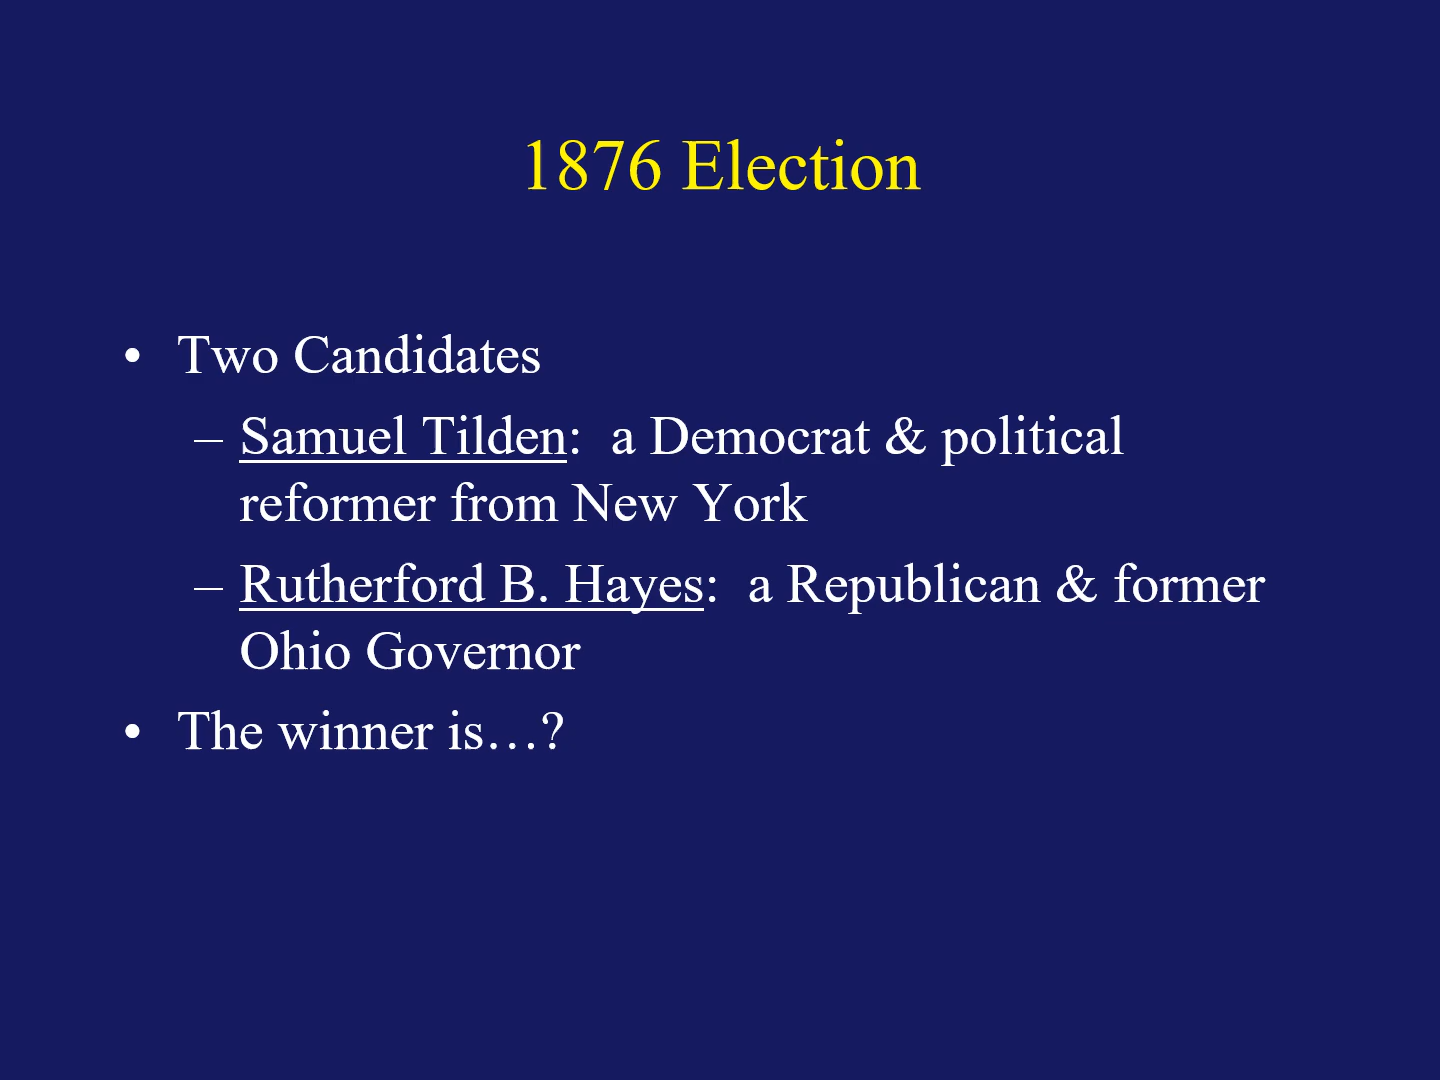 1876 Election
• Two Candidates
– Samuel Tilden:  a Democrat & political
reformer from New York
– Rutherford B. Hayes:  a Republican & former
Ohio Governor
• The winner is…?